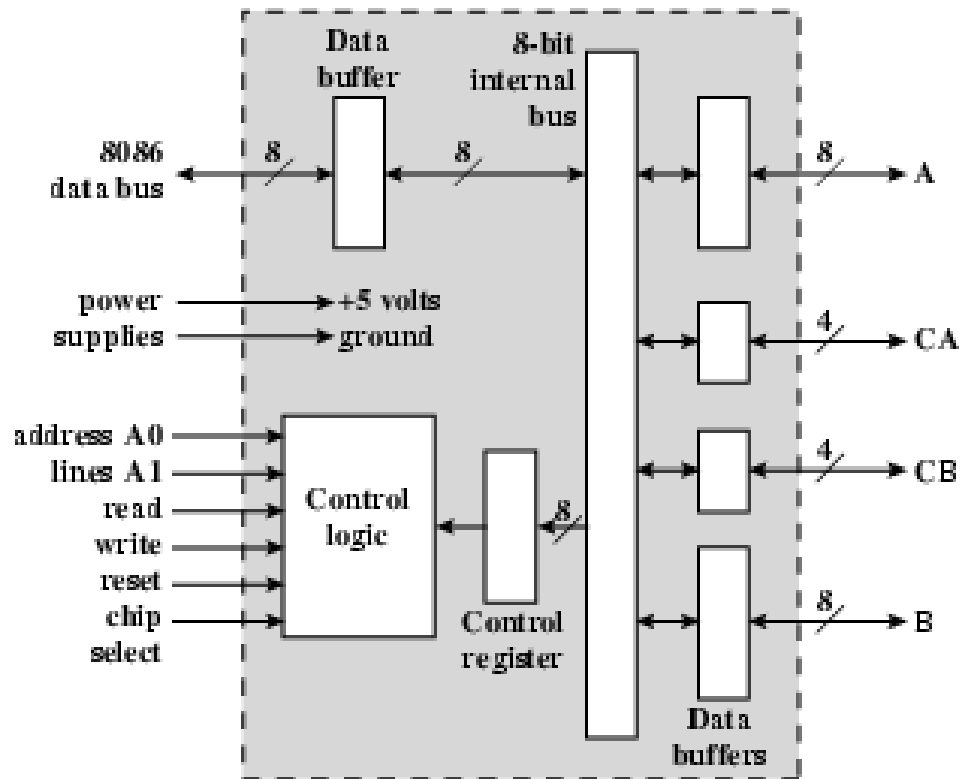 Data
buffer
8-bit
internal
bus
8086
data bus
8
8
8
A
power
supplies
+5 volts
ground
4
CA
address A0
lines A1
read
write
reset
chip
select
Control
logic
8
Control
register
4
CB
8
B
Data
buffers